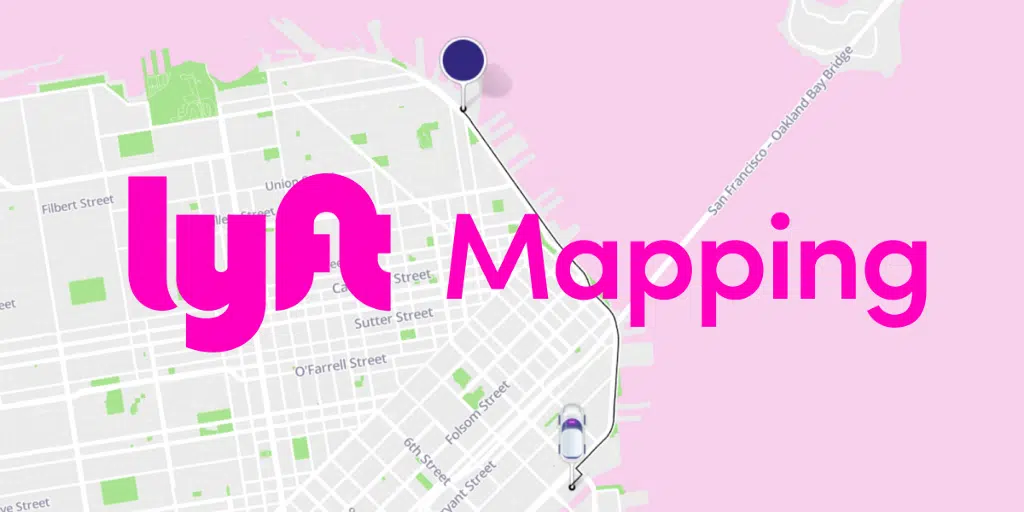 San Francisco – Oakland Bay Bridge
Union
Filbert Street
Street
lyft Mapping
Street
Sutter Street
O'Farrell Street
Folsom Street
6th Street
Street
Street